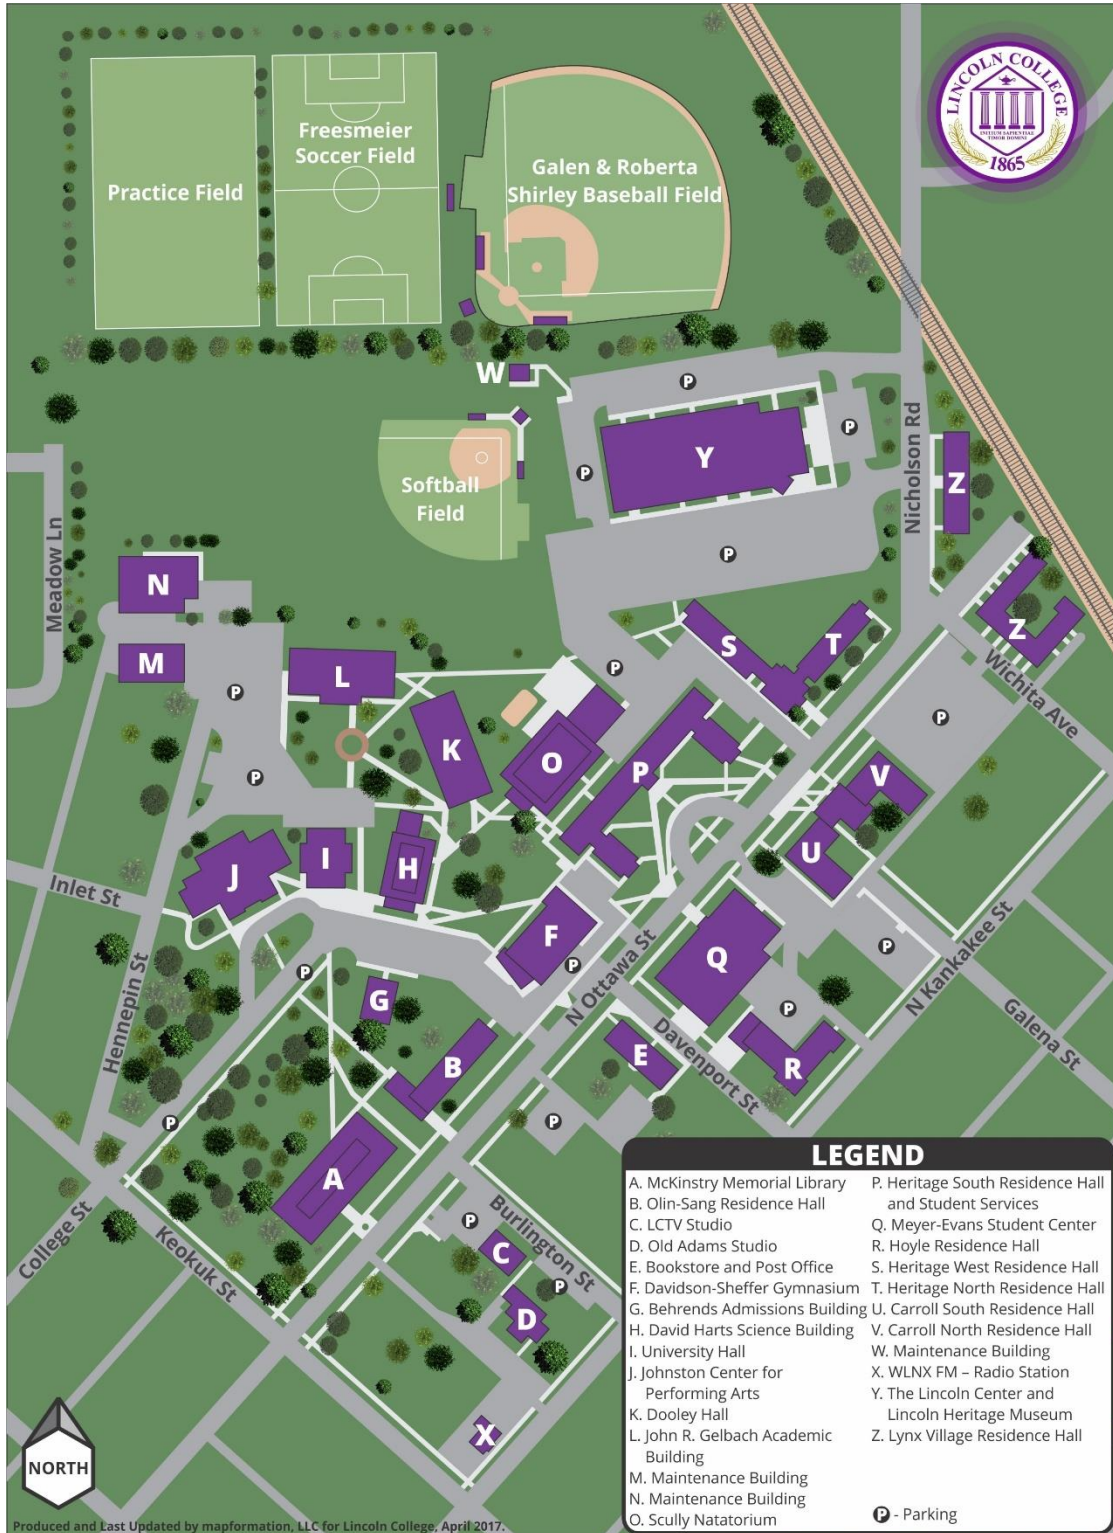 LINCOLN COLLEGE
INITIUM SAPIENTIAE
TIMOR DOMINI
1865
Practice Field
Freesmeier
Soccer Field
Galen & Roberta
Shirley Baseball Field
W
P
Y
P
P
Softball
Field
Nicholson Rd
Z
P
Meadow Ln
N
M
L
S
T
Z
Wichita Ave
P
P
P
K
O
P
V
P
U
I
H
J
Inlet St
Hennepin St
F
P
Q
P
N Ottawa St
N Kankakee St
Galena St
P
G
B
E
P
R
Davenport St
P
P
A
College St
Keokuk St
P
Burlington St
C
P
D
X
NORTH
LEGEND
A. McKinstry Memorial Library
B. Olin-Sang Residence Hall
C. LCTV Studio
D. Old Adams Studio
E. Bookstore and Post Office
F. Davidson-Sheffer Gymnasium
G. Behrends Admissions Building
H. David Harts Science Building
I. University Hall
J. Johnston Center for
Performing Arts
K. Dooley Hall
L. John R. Gelbach Academic
Building
M. Maintenance Building
N. Maintenance Building
O. Scully Natatorium
P. Heritage South Residence Hall
and Student Services
Q. Meyer-Evans Student Center
R. Hoyle Residence Hall
S. Heritage West Residence Hall
T. Heritage North Residence Hall
U. Carroll South Residence Hall
V. Carroll North Residence Hall
W. Maintenance Building
X. WLNX FM – Radio Station
Y. The Lincoln Center and
Lincoln Heritage Museum
Z. Lynx Village Residence Hall
P - Parking
Produced and Last Updated by mapformation, LLC for Lincoln College, April 2017.